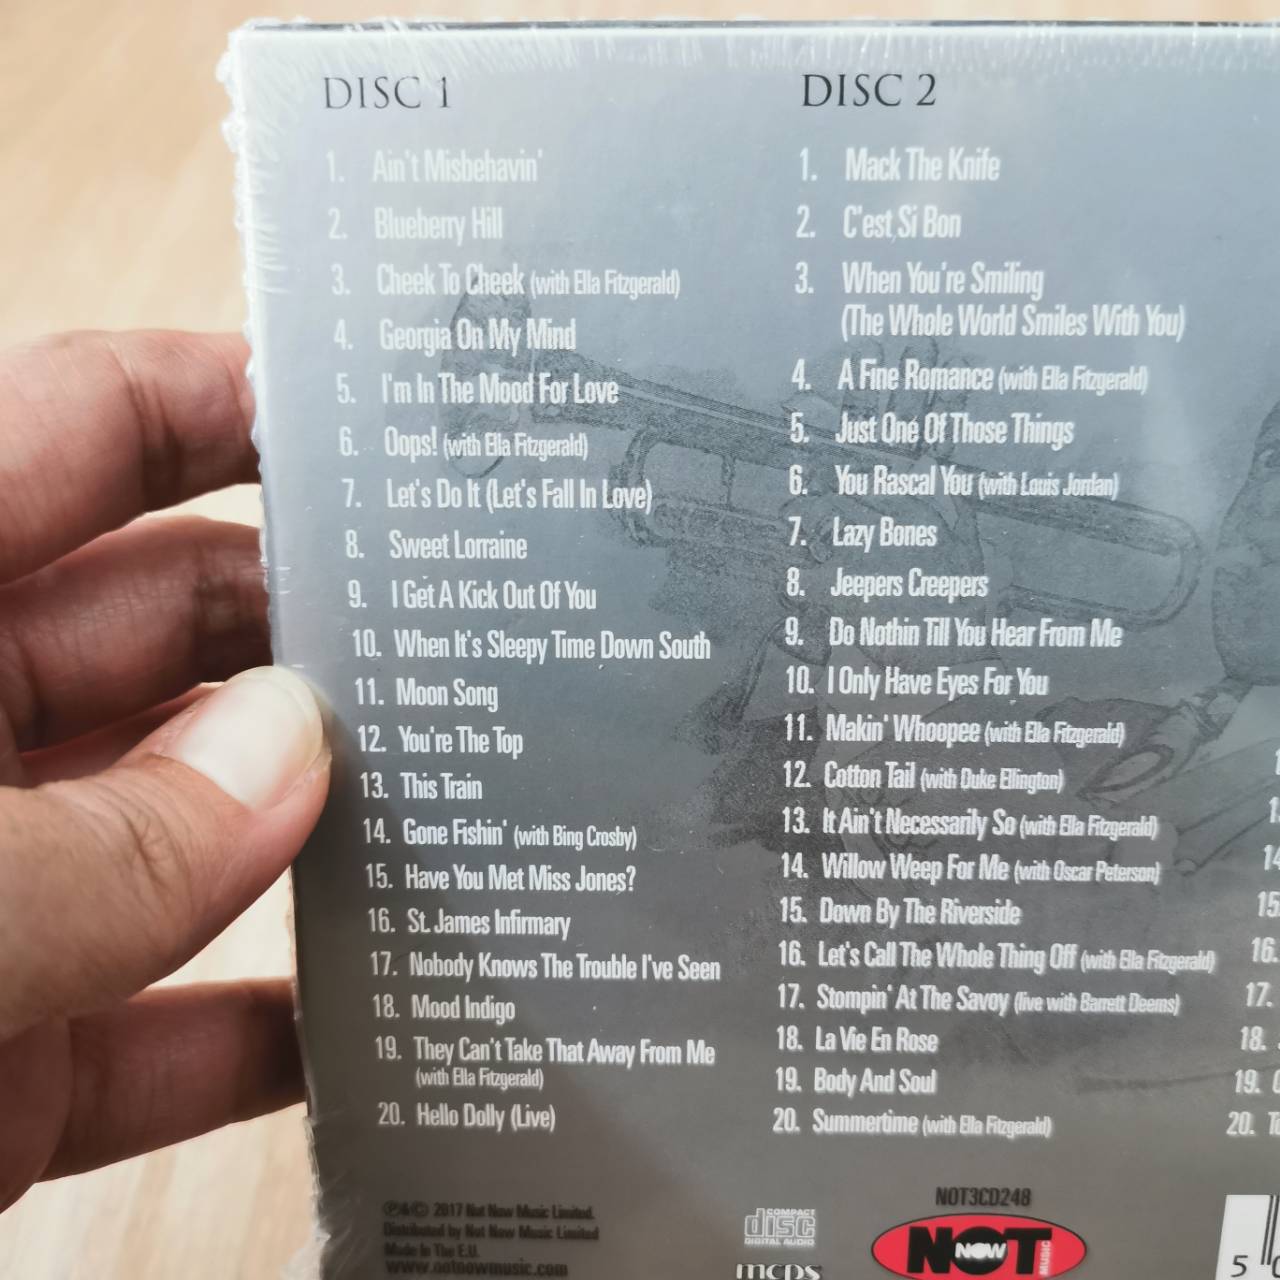 DISC 1
1. Ain't Misbehavin'
2. Blueberry Hill
3. Cheek To Cheek (with Ella Fitzgerald)
4. Georgia On My Mind
5. I'm In The Mood For Love
6. Oops! (with Ella Fitzgerald)
7. Let's Do It (Let's Fall In Love)
8. Sweet Lorraine
9. I Get A Kick Out Of You
10. When It's Sleepy Time Down South
11. Moon Song
12. You're The Top
13. This Train
14. Gone Fishin' (with Bing Crosby)
15. Have You Met Miss Jones?
16. St. James Infirmary
17. Nobody Knows The Trouble I've Seen
18. Mood Indigo
19. They Can't Take That Away From Me
(with Ella Fitzgerald)
20. Hello Dolly (Live)
DISC 2
1. Mack The Knife
2. C'est Si Bon
3. When You're Smiling
(The Whole World Smiles With You)
4. A Fine Romance (with Ella Fitzgerald)
5. Just One Of Those Things
6. You Rascal You (with Louis Jordan)
7. Lazy Bones
8. Jeepers Creepers
9. Do Nothin Till You Hear From Me
10. I Only Have Eyes For You
11. Makin' Whoopee (with Ella Fitzgerald)
12. Cotton Tail (with Duke Ellington)
13. It Ain't Necessarily So (with Ella Fitzgerald)
14. Willow Weep For Me (with Oscar Peterson)
15. Down By The Riverside
16. Let's Call The Whole Thing Off (with Ella Fitzgerald)
17. Stompin' At The Savoy (live with Barrett Deems)
18. La Vie En Rose
19. Body And Soul
20. Summertime (with Ella Fitzgerald)
15.
16.
17.
18.
19.
20.
℗&© 2017 Not Now Music Limited.
Distributed by Not Now Music Limited
Made In The E.U.
www.notnowmusic.com
COMPACT
disc
DIGITAL AUDIO
mcps
NOT3CD248
NOT NOW MUSIC
5